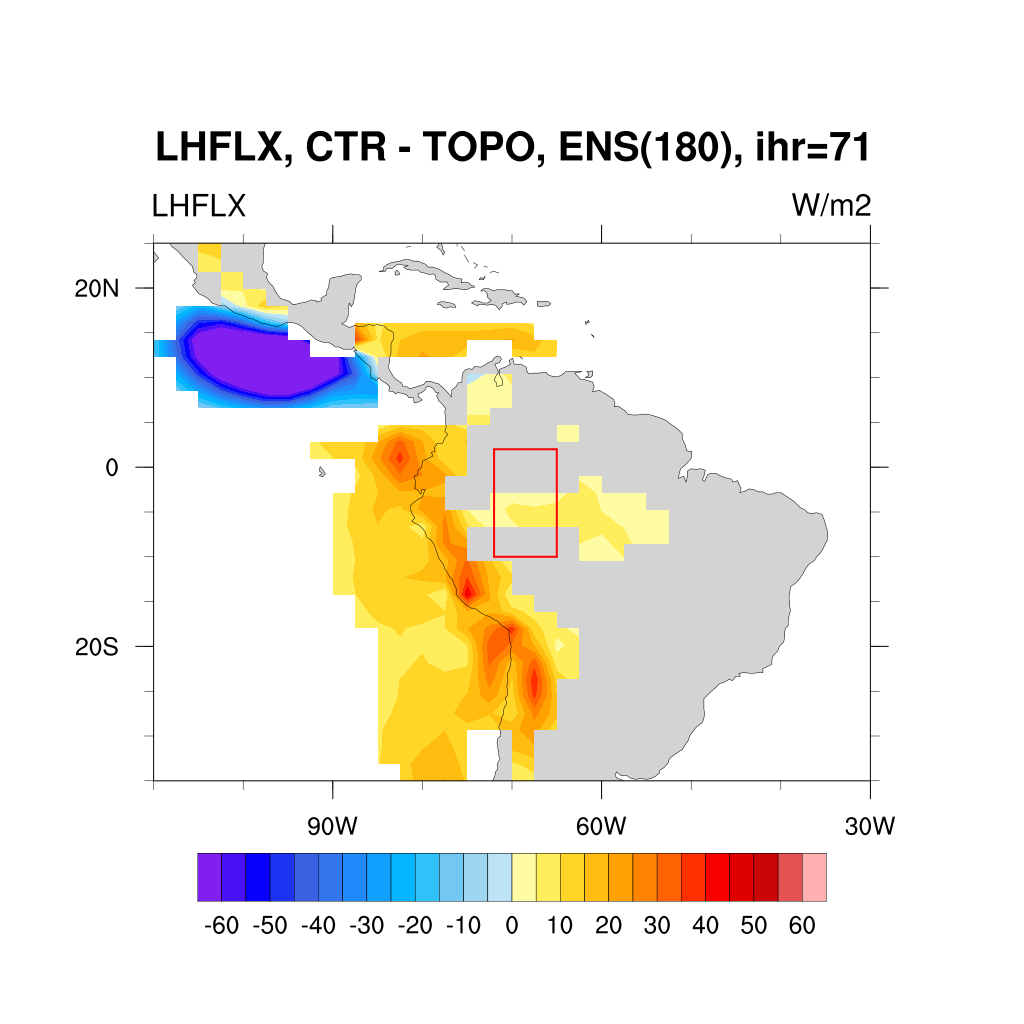 LHFLX, CTR - TOPO, ENS(180), ihr=71
LHFLX W/m2
20N
0
20S
90W 60W 30W
-60 -50 -40 -30 -20 -10 0 10 20 30 40 50 60